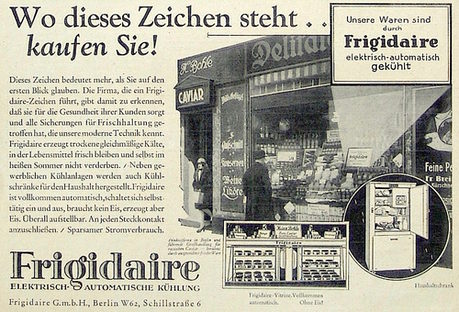 Wo dieses Zeichen steht . .
kaufen Sie!
Unsere Waren sind
durch
Frigidaire
elektrisch-automatisch
gekühlt
Dieses Zeichen bedeutet mehr, als Sie auf den
ersten Blick glauben. Die Firma, die ein Frigi-
daire-Zeichen führt, gibt damit zu erkennen,
daß sie für die Gesundheit ihrer Kunden sorgt
und alle Sicherungen für Frischhaltung ge-
troffen hat, die unsere moderne Technik kennt.
Frigidaire erzeugt trockene gleichmäßige Kälte,
in der Lebensmittel frisch bleiben und selbst im
heißen Sommer nicht verderben. / Neben ge-
werblichen Kühlanlagen werden auch Kühl-
schränke für den Haushalt hergestellt. Frigidaire
ist vollkommen automatisch, schaltet sich selbst-
tätig ein und aus, braucht kein Eis, erzeugt aber
Eis. Überall aufstellbar. An jeden Steckkontakt
anzuschließen. / Sparsamer Stromverbrauch.
Frigidaire
ELEKTRISCH-AUTOMATISCHE KÜHLUNG
Frigidaire G.m.b.H., Berlin W62, Schillstraße 6
Bohle
CAVIAR
Delikat
Frigidaire
Feine
Frigidaire
Frigidaire-Vitrine. Vollkommen
automatisch. Ohne Eis!
Haushaltschrank